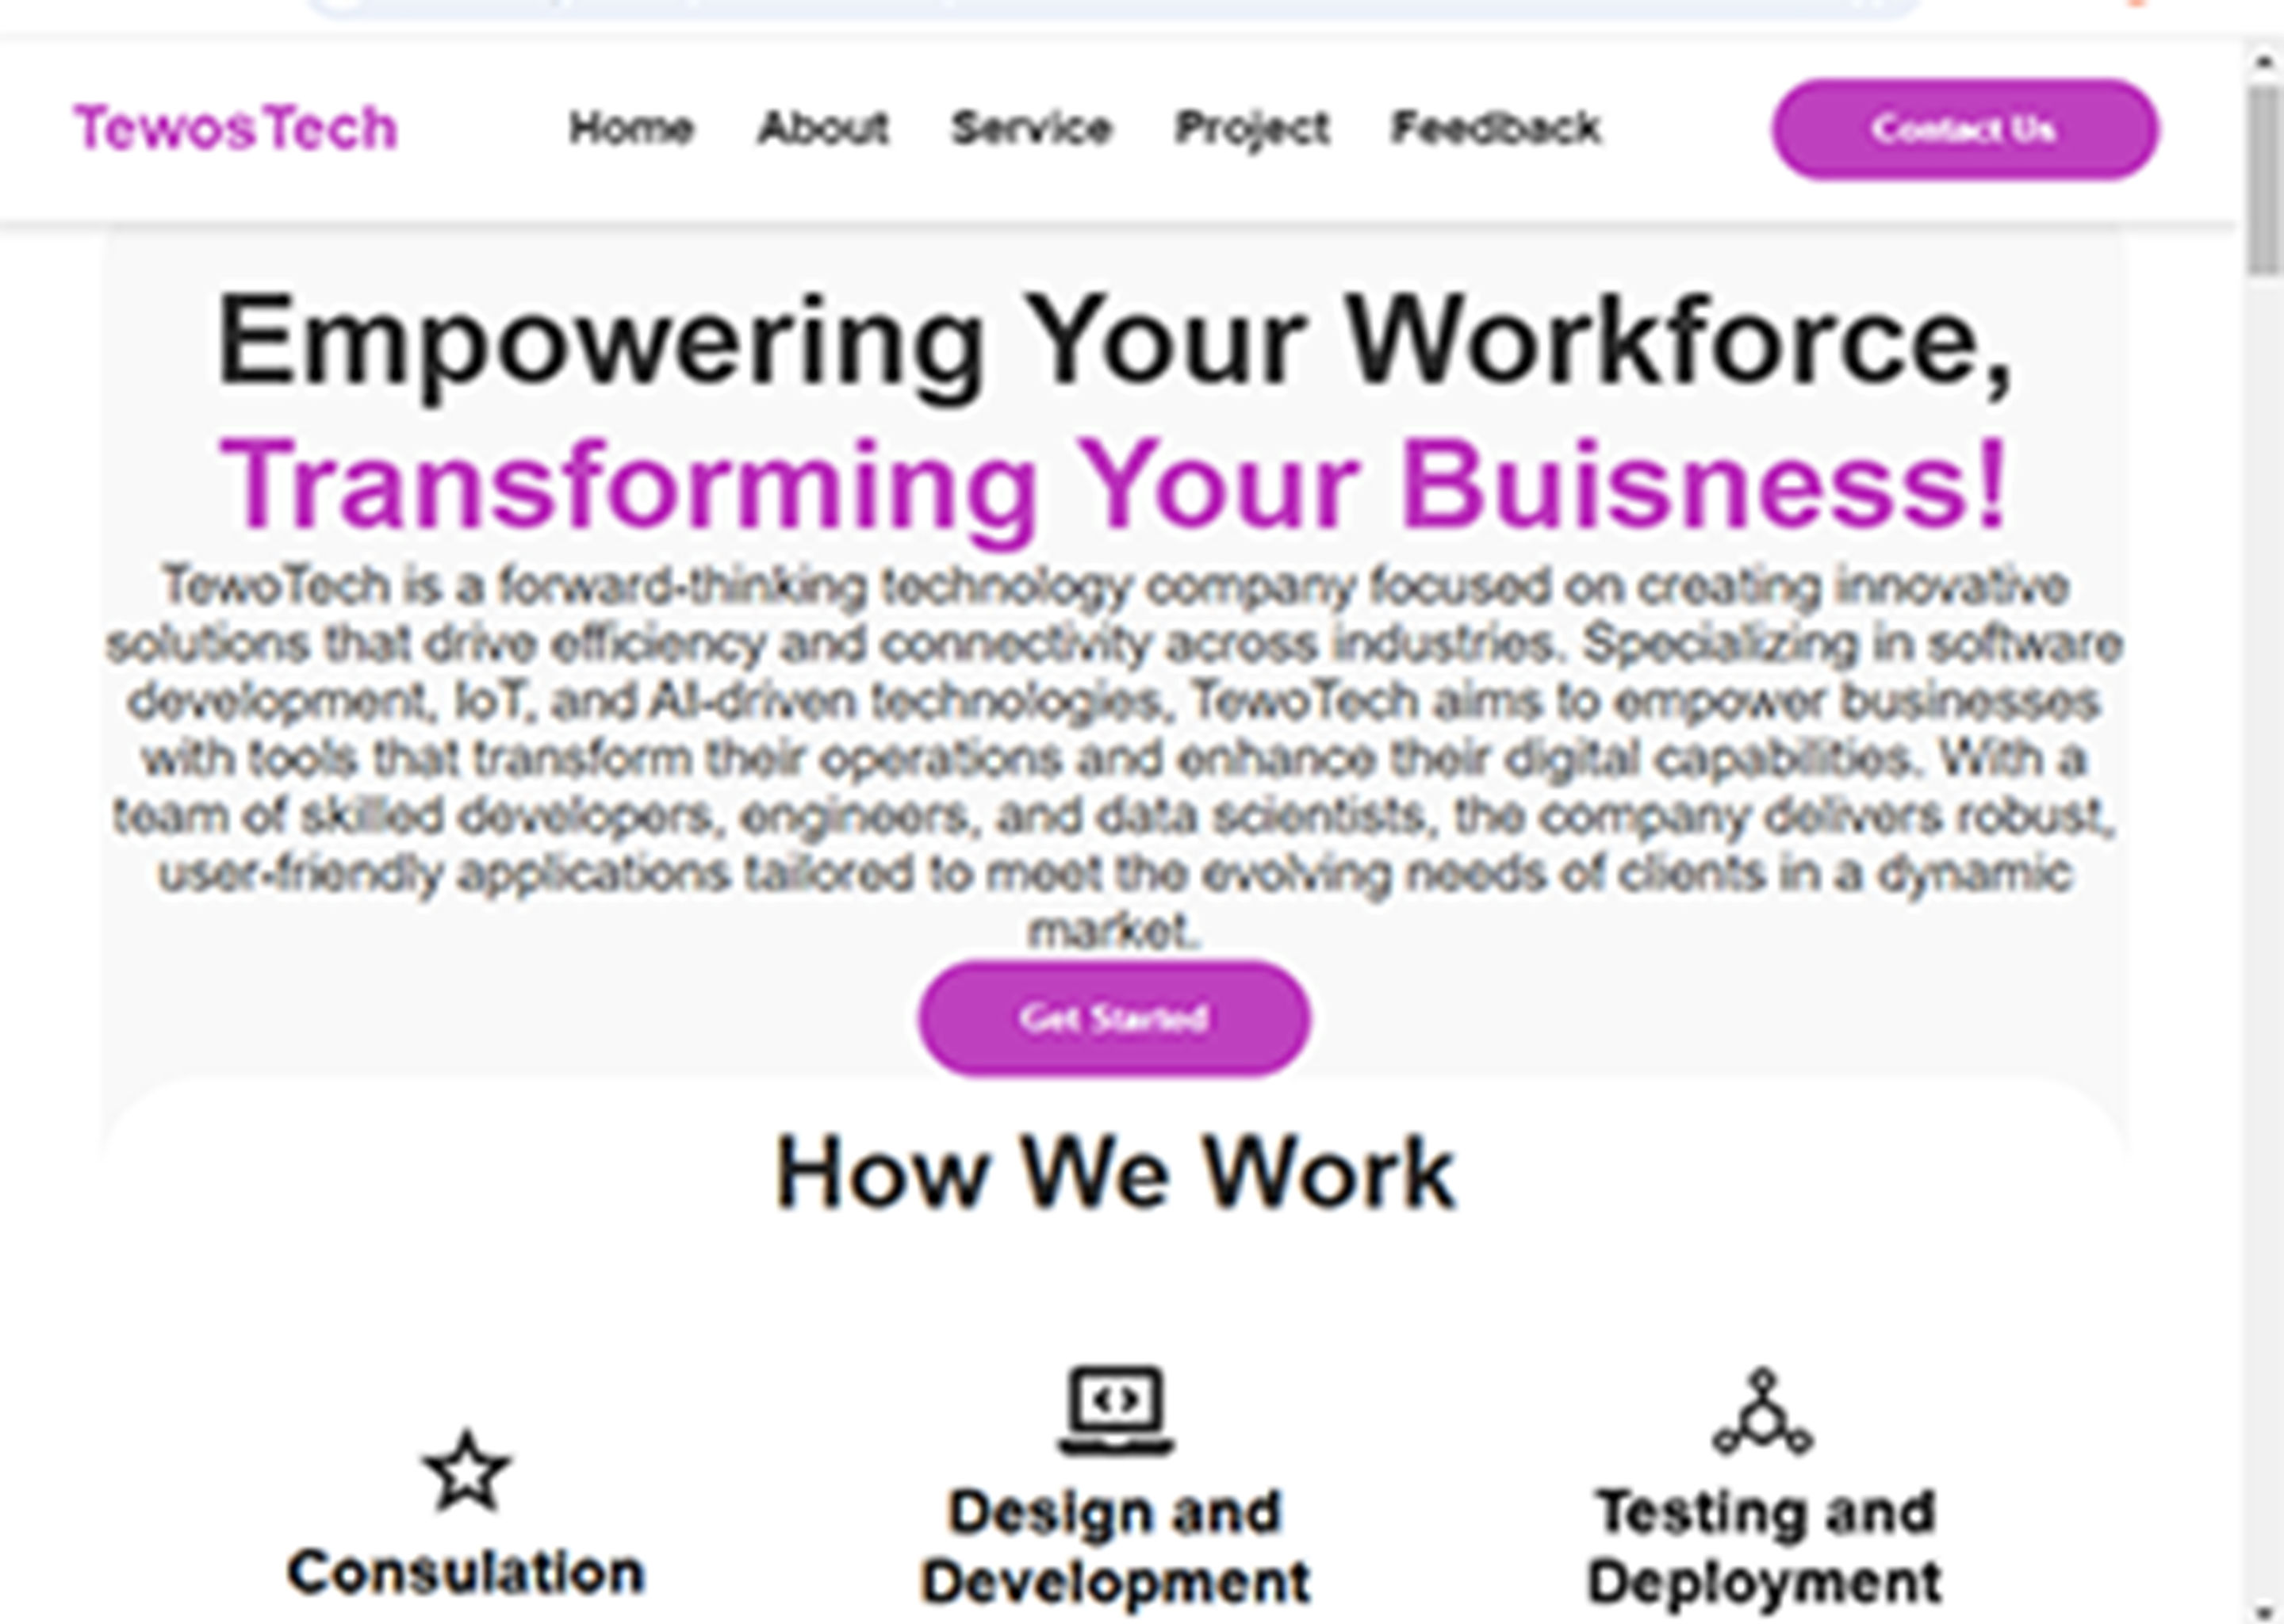 TewosTech
Home About Service Project Feedback
Contact Us
Empowering Your Workforce,
Transforming Your Buisness!
TewoTech is a forward-thinking technology company focused on creating innovative
solutions that drive efficiency and connectivity across industries. Specializing in software
development, IoT, and AI-driven technologies, TewoTech aims to empower businesses
with tools that transform their operations and enhance their digital capabilities. With a
team of skilled developers, engineers, and data scientists, the company delivers robust,
user-friendly applications tailored to meet the evolving needs of clients in a dynamic
market.
Get Started
How We Work
Consulation
Design and
Development
Testing and
Deployment